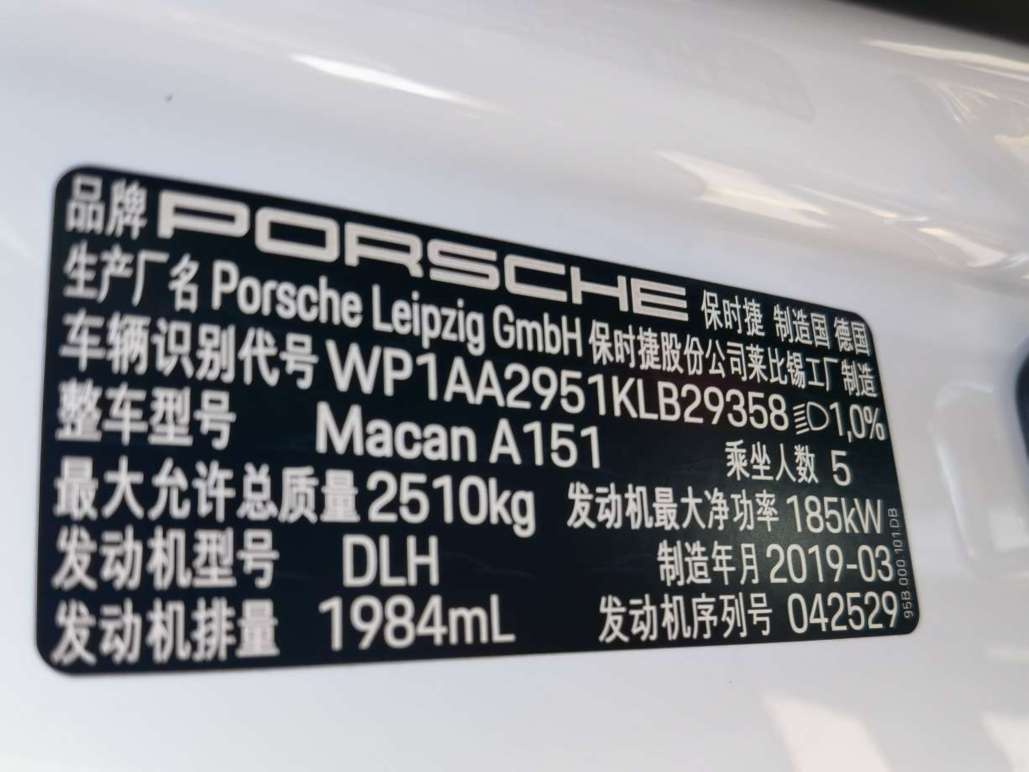 品牌 PORSCHE 保时捷 制造国 德国
生产厂名 Porsche Leipzig GmbH 保时捷股份公司莱比锡工厂制造
车辆识别代号 WP1AA2951KLB29358 1,0%
整车型号 Macan A151 乘坐人数 5
最大允许总质量 2510kg 发动机最大净功率 185kW
发动机型号 DLH 制造年月 2019-03
发动机排量 1984mL 发动机序列号 042529
95B.000.101.DB